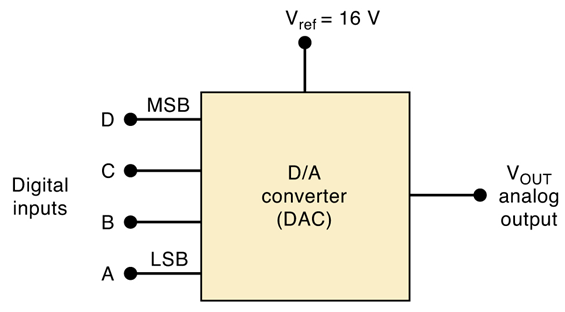 Vref = 16 V
D
MSB
C
B
A
LSB
Digital
inputs
D/A
converter
(DAC)
VOUT
analog
output